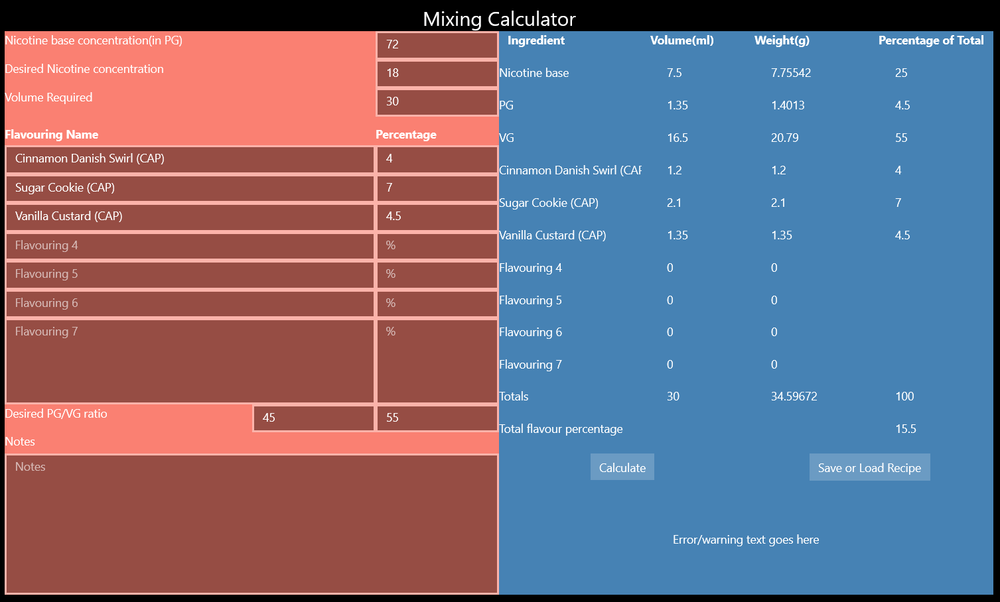 Mixing Calculator
Nicotine base concentration(in PG) 72
Desired Nicotine concentration 18
Volume Required 30
Flavouring Name Percentage
Cinnamon Danish Swirl (CAP) 4
Sugar Cookie (CAP) 7
Vanilla Custard (CAP) 4.5
Flavouring 4 %
Flavouring 5 %
Flavouring 6 %
Flavouring 7 %
Desired PG/VG ratio 45 55
Notes
Notes
Ingredient Volume(ml) Weight(g) Percentage of Total
Nicotine base 7.5 7.75542 25
PG 1.35 1.4013 4.5
VG 16.5 20.79 55
Cinnamon Danish Swirl (CAP 1.2 1.2 4
Sugar Cookie (CAP) 2.1 2.1 7
Vanilla Custard (CAP) 1.35 1.35 4.5
Flavouring 4 0 0
Flavouring 5 0 0
Flavouring 6 0 0
Flavouring 7 0 0
Totals 30 34.59672 100
Total flavour percentage 15.5
Calculate Save or Load Recipe
Error/warning text goes here